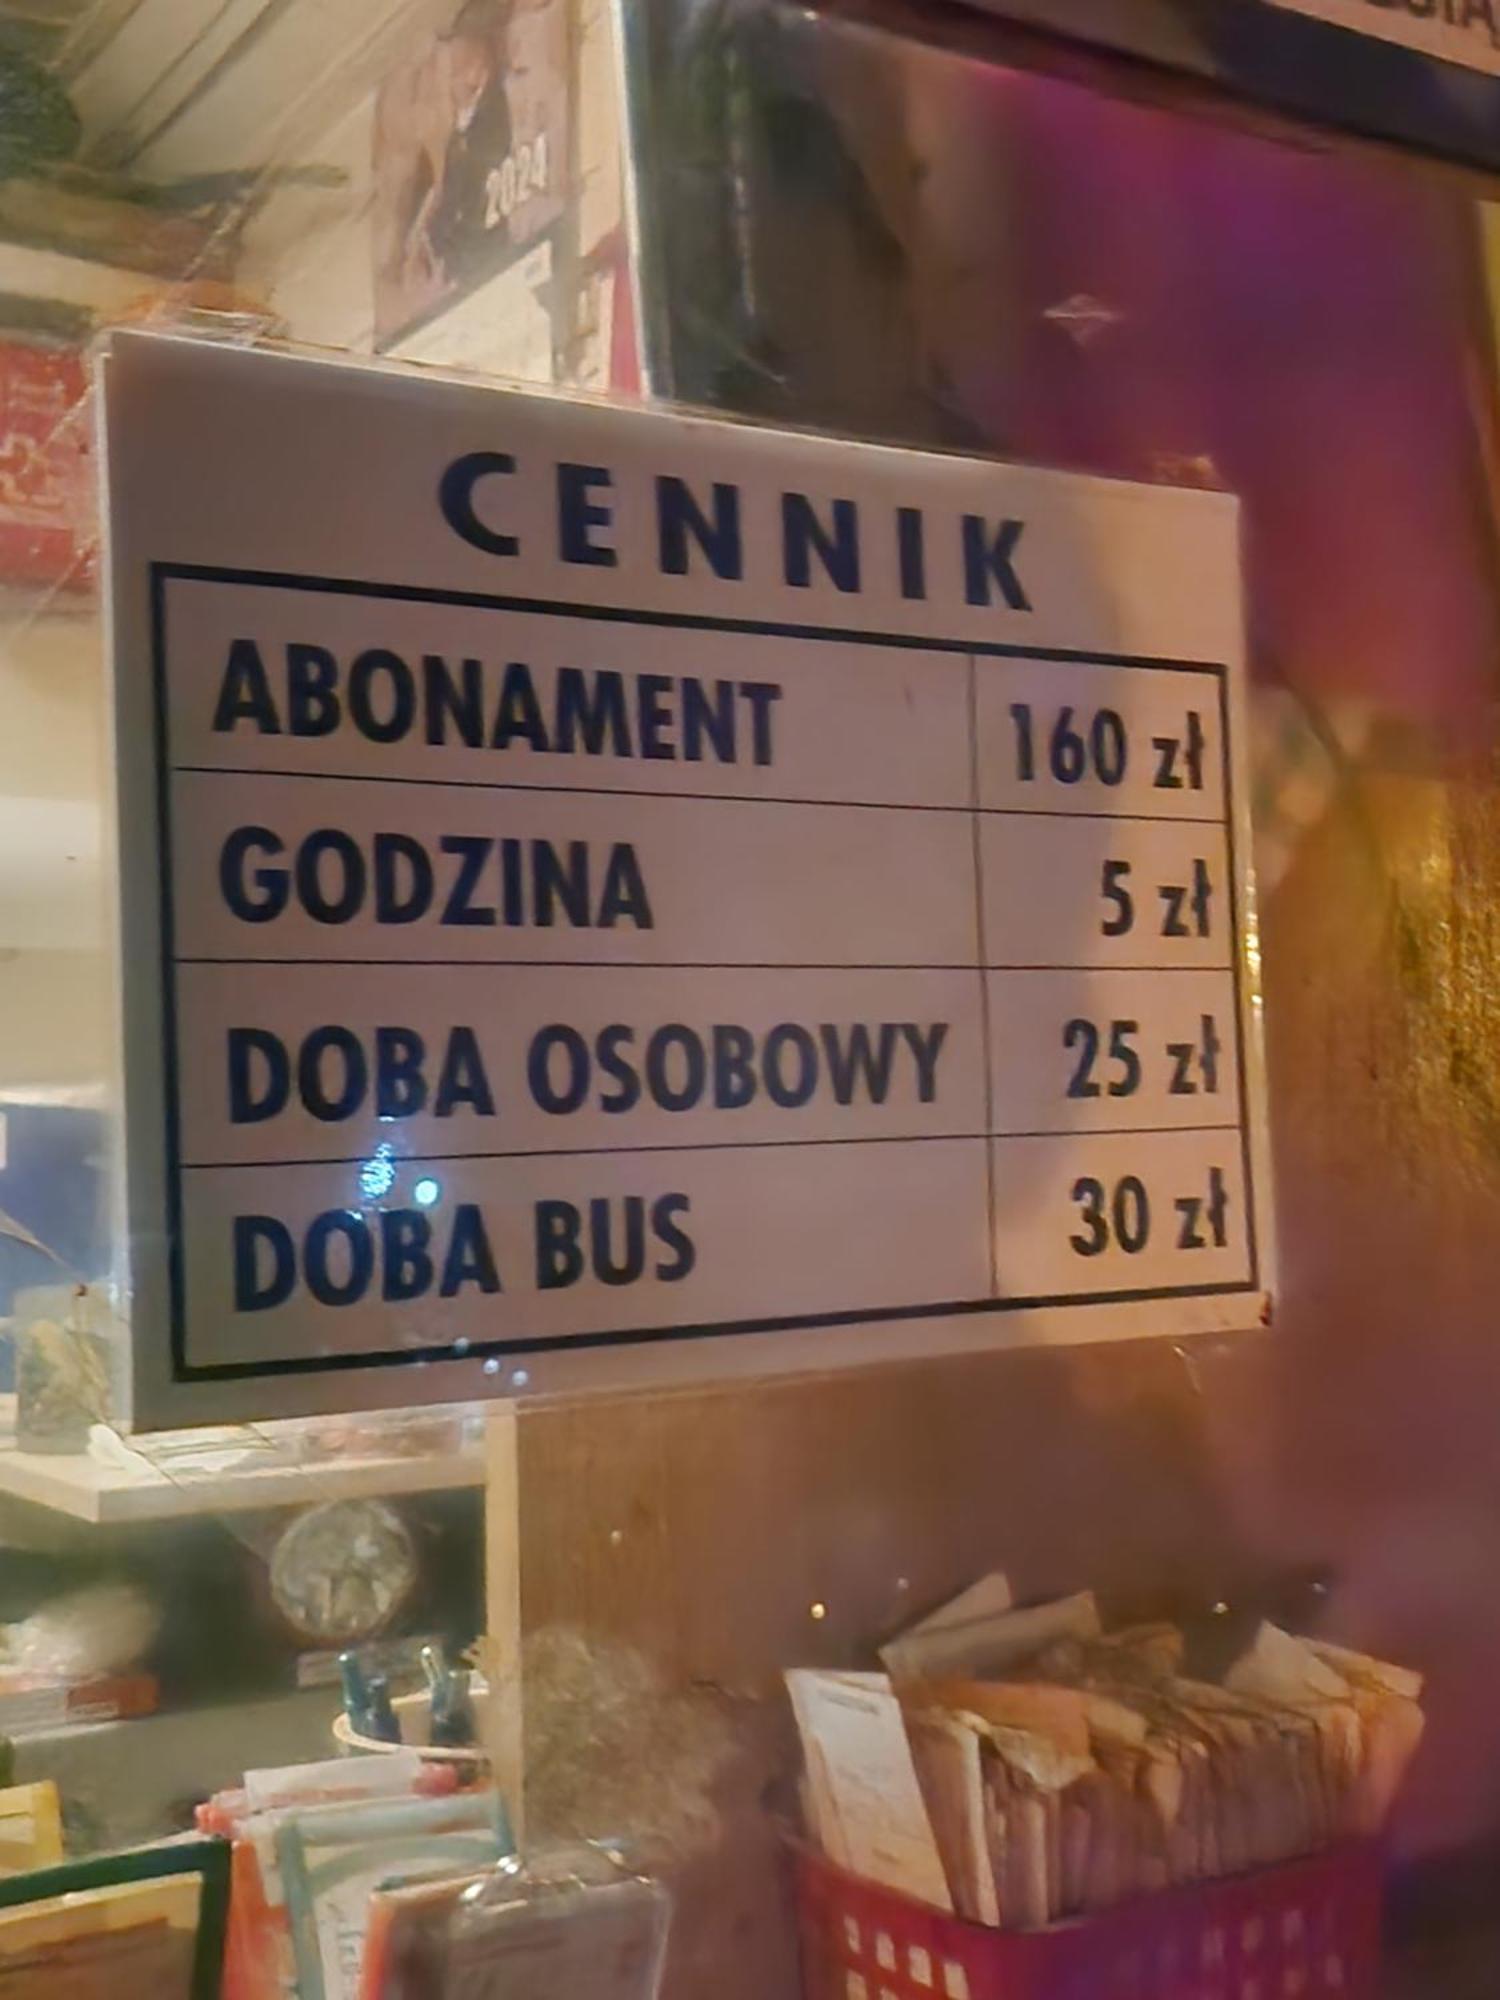 2024
CENNIK
ABONAMENT 160 zł
GODZINA 5 zł
DOBA OSOBOWY 25 zł
DOBA BUS 30 zł